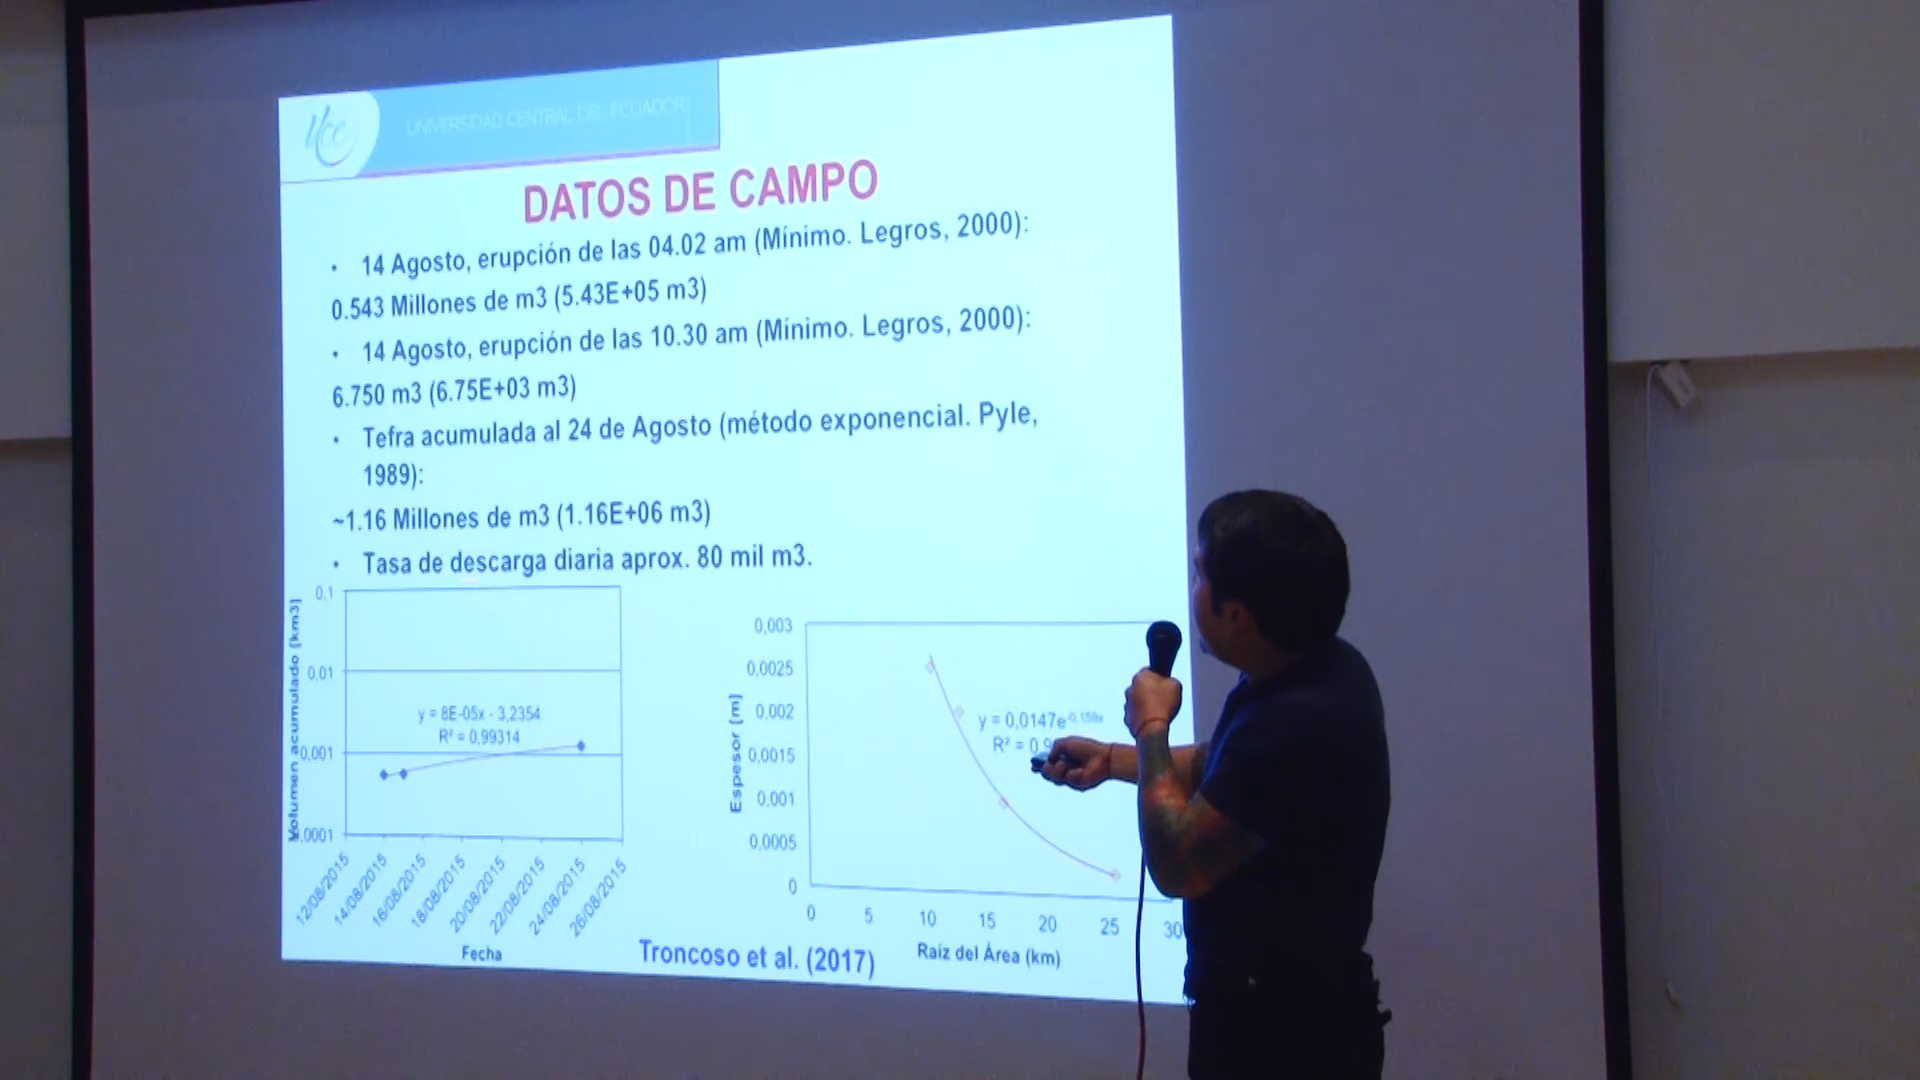 UCE
UNIVERSIDAD CENTRAL DEL ECUADOR
DATOS DE CAMPO
• 14 Agosto, erupción de las 04.02 am (Mínimo. Legros, 2000):
0.543 Millones de m3 (5.43E+05 m3)
• 14 Agosto, erupción de las 10.30 am (Mínimo. Legros, 2000):
6.750 m3 (6.75E+03 m3)
• Tefra acumulada al 24 de Agosto (método exponencial. Pyle,
1989):
~1.16 Millones de m3 (1.16E+06 m3)
• Tasa de descarga diaria aprox. 80 mil m3.
Volumen acumulado [km3]
0,1
0,01
0,001
0,0001
y = 8E-05x - 3,2354
R² = 0,99314
12/08/2015
14/08/2015
16/08/2015
18/08/2015
20/08/2015
22/08/2015
24/08/2015
26/08/2015
Fecha
Espesor [m]
0,003
0,0025
0,002
0,0015
0,001
0,0005
0
y = 0,0147e
R² = 0,9
0 5 10 15 20 25 30
Raíz del Área (km)
Troncoso et al. (2017)